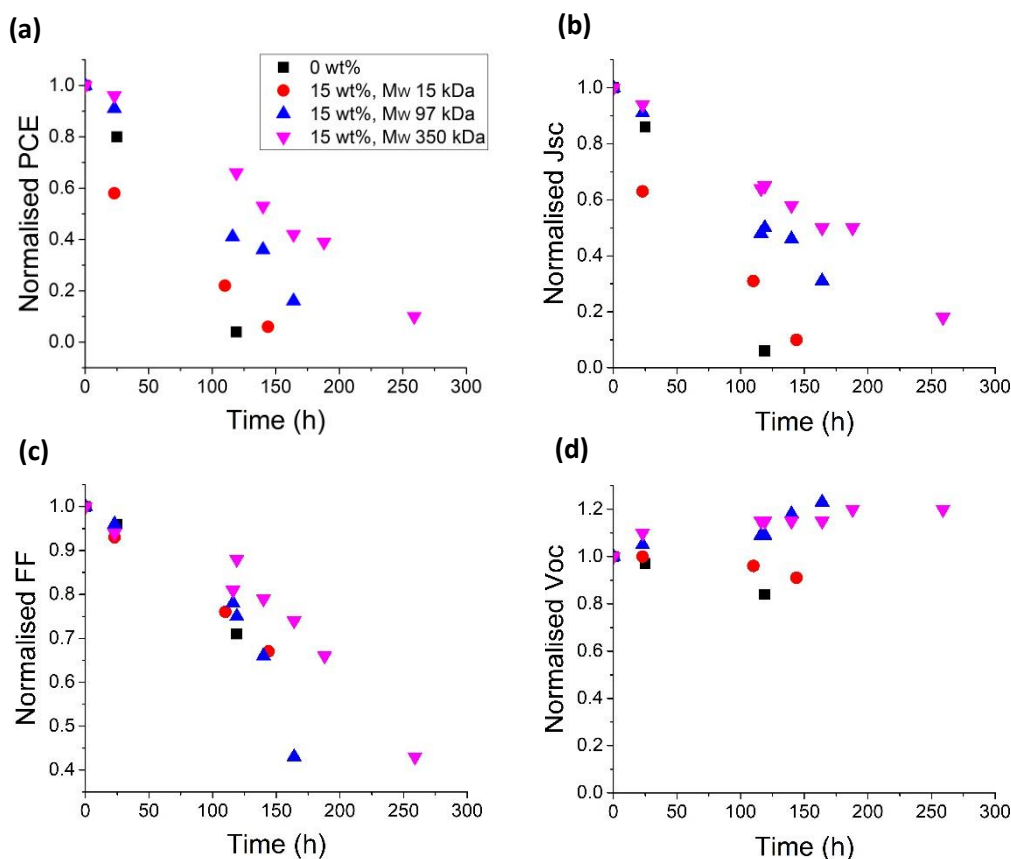 (a)
Normalised PCE
1.0
0.8
0.6
0.4
0.2
0.0
0 50 100 150 200 250 300
Time (h)
0 wt%
15 wt%, Mw 15 kDa
15 wt%, Mw 97 kDa
15 wt%, Mw 350 kDa
(b)
Normalised Jsc
1.0
0.8
0.6
0.4
0.2
0.0
0 50 100 150 200 250 300
Time (h)
(c)
Normalised FF
1.0
0.9
0.8
0.7
0.6
0.5
0.4
0 50 100 150 200 250 300
Time (h)
(d)
Normalised Voc
1.2
1.0
0.8
0.6
0.4
0.2
0.0
0 50 100 150 200 250 300
Time (h)